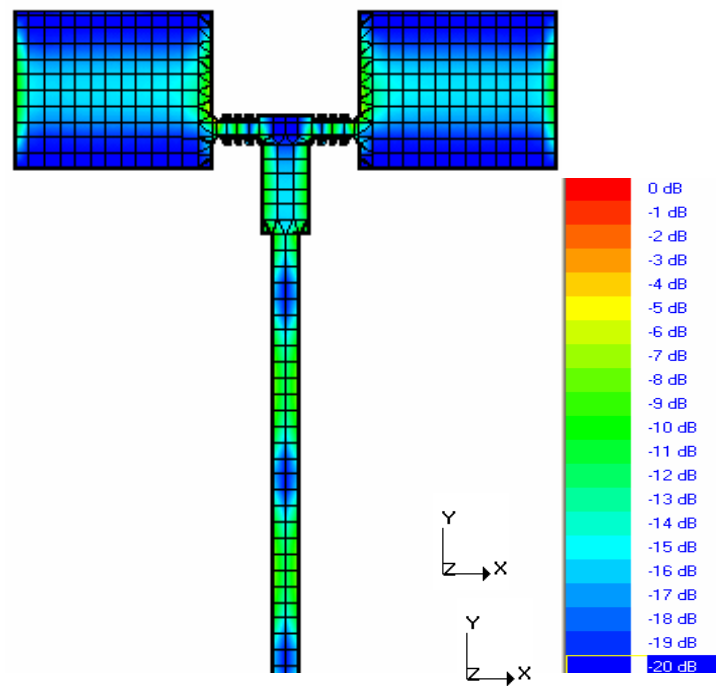 0 dB
-1 dB
-2 dB
-3 dB
-4 dB
-5 dB
-6 dB
-7 dB
-8 dB
-9 dB
-10 dB
-11 dB
-12 dB
-13 dB
-14 dB
-15 dB
-16 dB
-17 dB
-18 dB
-19 dB
-20 dB
Y
Z X
Y
Z X